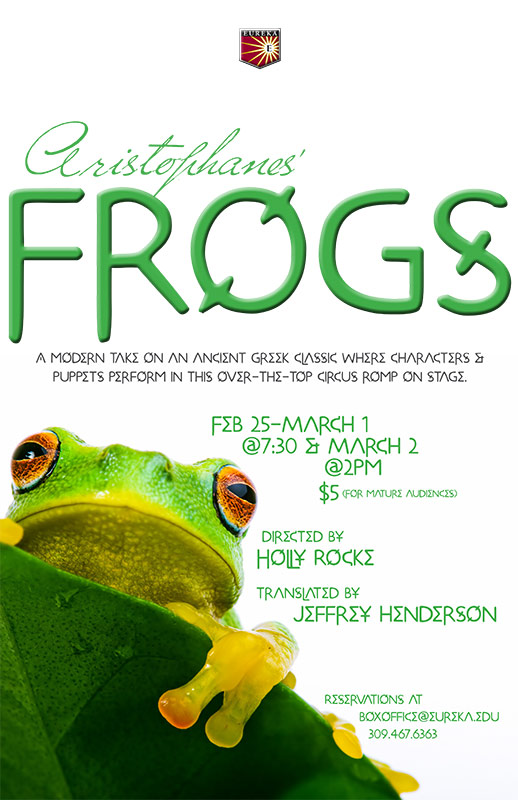 EUREKA
E
Aristophanes'
FROGS
A MODERN TAKE ON AN ANCIENT GREEK CLASSIC WHERE CHARACTERS &
PUPPETS PERFORM IN THIS OVER-THE-TOP CIRCUS ROMP ON STAGE.
FEB 25-MARCH 1
@7:30 & MARCH 2
@2PM
$5 (FOR MATURE AUDIENCES)
DIRECTED BY
HOLLY ROCKE
TRANSLATED BY
JEFFREY HENDERSON
RESERVATIONS AT
BOXOFFICE@EUREKA.EDU
309.467.6363